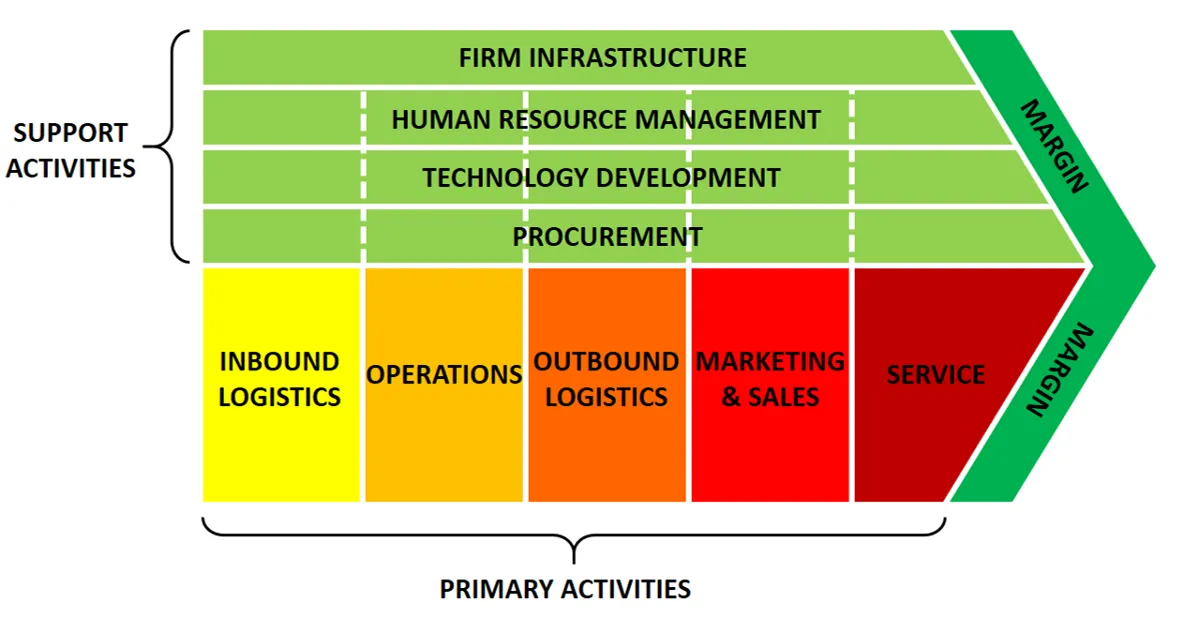 FIRM INFRASTRUCTURE
HUMAN RESOURCE MANAGEMENT
TECHNOLOGY DEVELOPMENT
PROCUREMENT
SUPPORT
ACTIVITIES
MARGIN
INBOUND
LOGISTICS
OPERATIONS
OUTBOUND
LOGISTICS
MARKETING
& SALES
SERVICE
MARGIN
PRIMARY ACTIVITIES